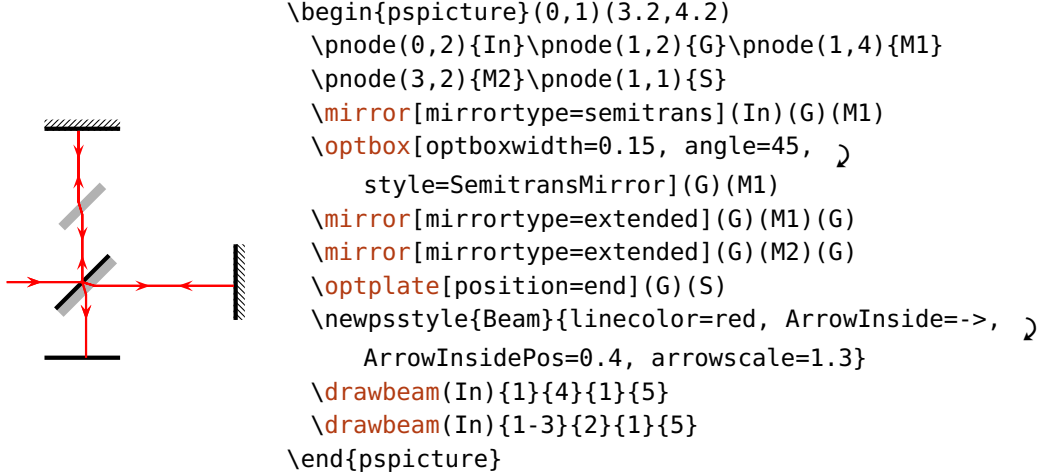 \begin{pspicture}(0,1)(3.2,4.2)
\pnode(0,2){In}\pnode(1,2){G}\pnode(1,4){M1}
\pnode(3,2){M2}\pnode(1,1){S}
\mirror[mirrortype=semitrans](In)(G)(M1)
\optbox[optboxwidth=0.15, angle=45,
style=SemitransMirror](G)(M1)
\mirror[mirrortype=extended](G)(M1)(G)
\mirror[mirrortype=extended](G)(M2)(G)
\optplate[position=end](G)(S)
\newpsstyle{Beam}{linecolor=red, ArrowInside=->,
ArrowInsidePos=0.4, arrowscale=1.3}
\drawbeam(In){1}{4}{1}{5}
\drawbeam(In){1-3}{2}{1}{5}
\end{pspicture}